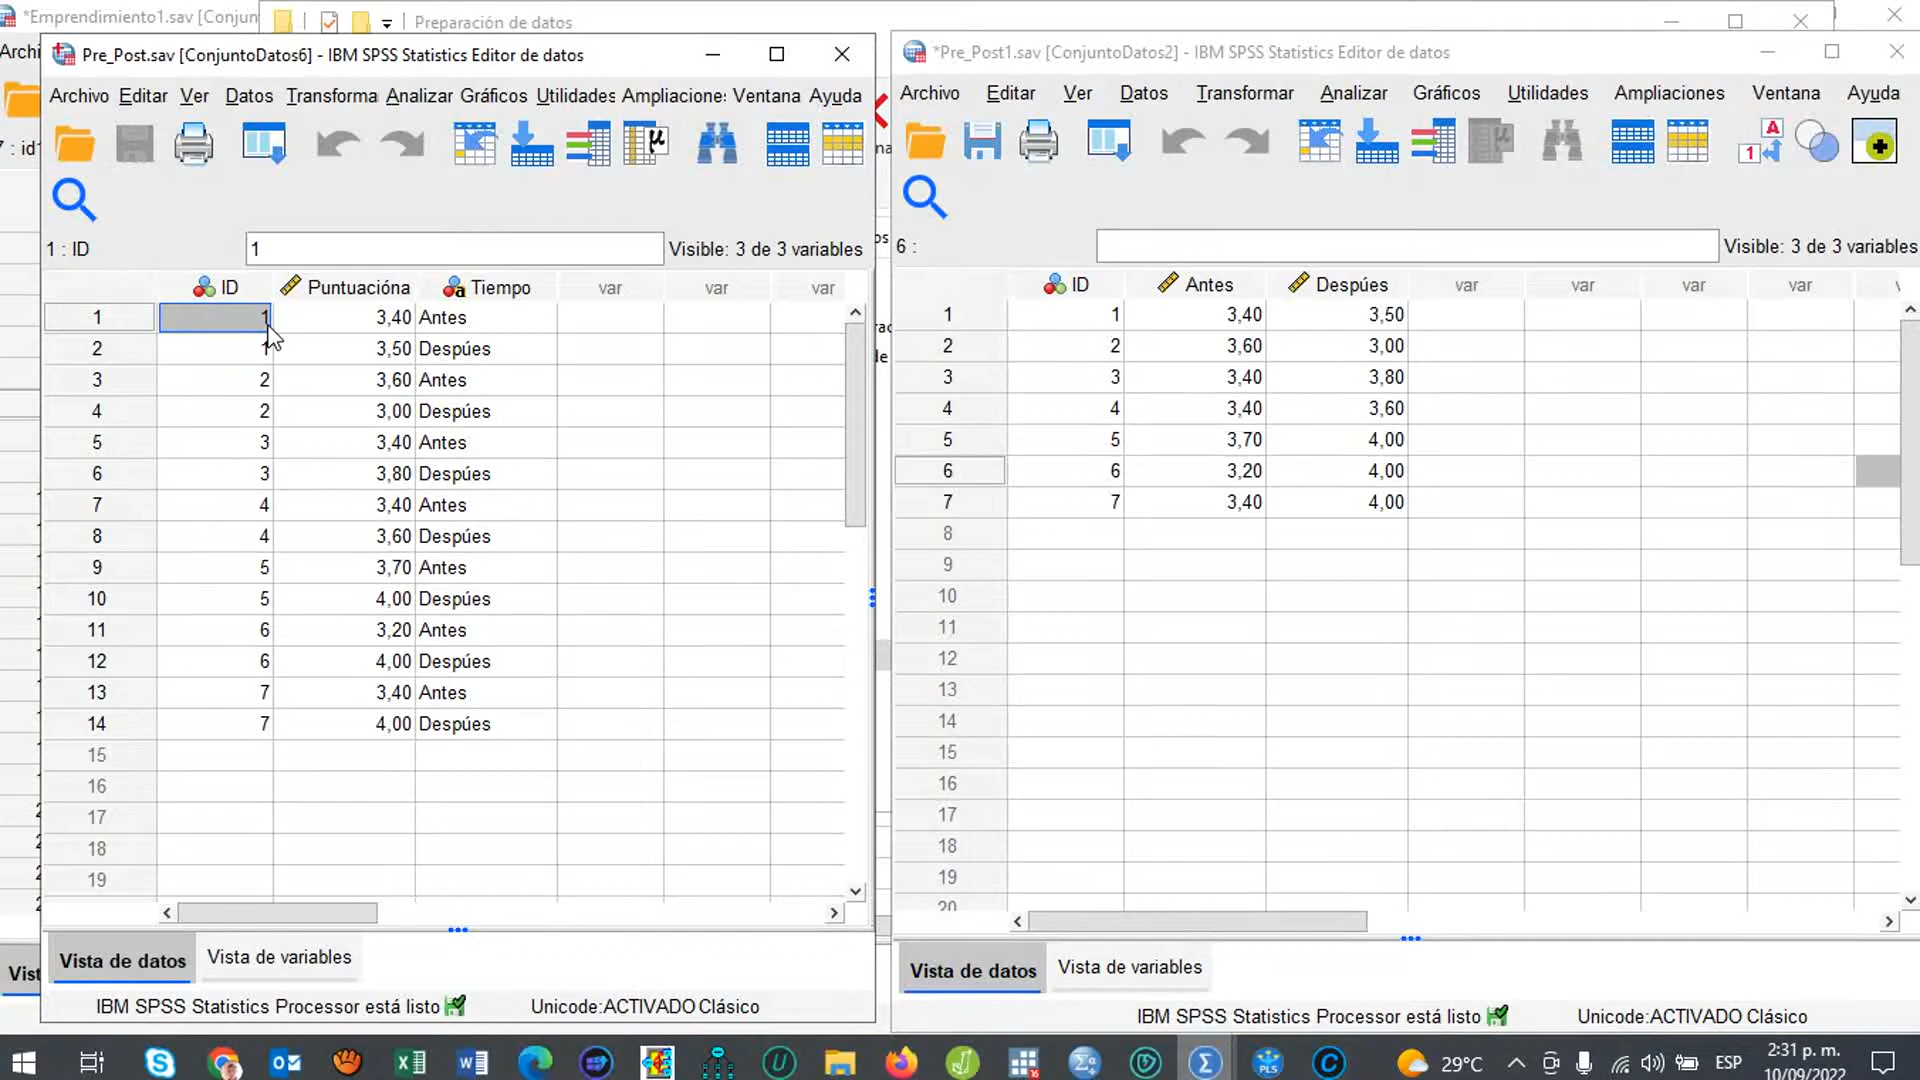 *Emprendimiento1.sav [Conjun
Preparación de datos
Archi
7 : id1
Pre_Post.sav [ConjuntoDatos6] - IBM SPSS Statistics Editor de datos
Archivo Editar Ver Datos Transforma Analizar Gráficos Utilidades Ampliacione: Ventana Ayuda
1 : ID 1 Visible: 3 de 3 variables
ID Puntuacióna Tiempo var var var
1 1 3,40 Antes
2 1 3,50 Despúes
3 2 3,60 Antes
4 2 3,00 Despúes
5 3 3,40 Antes
6 3 3,80 Despúes
7 4 3,40 Antes
8 4 3,60 Despúes
9 5 3,70 Antes
10 5 4,00 Despúes
11 6 3,20 Antes
12 6 4,00 Despúes
13 7 3,40 Antes
14 7 4,00 Despúes
15
16
17
18
19
Vista de datos Vista de variables
IBM SPSS Statistics Processor está listo Unicode:ACTIVADO Clásico
*Pre_Post1.sav [ConjuntoDatos2] - IBM SPSS Statistics Editor de datos
Archivo Editar Ver Datos Transformar Analizar Gráficos Utilidades Ampliaciones Ventana Ayuda
6 : Visible: 3 de 3 variables
ID Antes Despúes var var var var
1 1 3,40 3,50
2 2 3,60 3,00
3 3 3,40 3,80
4 4 3,40 3,60
5 5 3,70 4,00
6 6 3,20 4,00
7 7 3,40 4,00
8
9
10
11
12
13
14
15
16
17
18
19
20
Vista de datos Vista de variables
IBM SPSS Statistics Processor está listo Unicode:ACTIVADO Clásico
Vist
29°C ESP 2:31 p. m.
10/09/2022